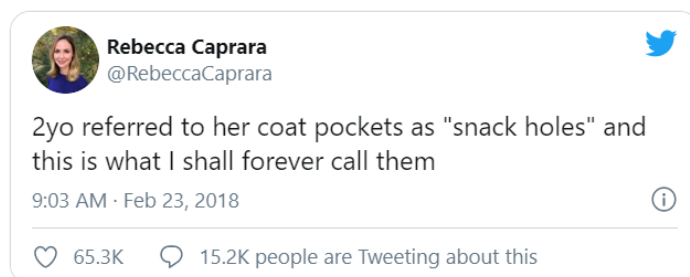 Rebecca Caprara
@RebeccaCaprara
2yo referred to her coat pockets as "snack holes" and
this is what I shall forever call them
9:03 AM · Feb 23, 2018
65.3K 15.2K people are Tweeting about this